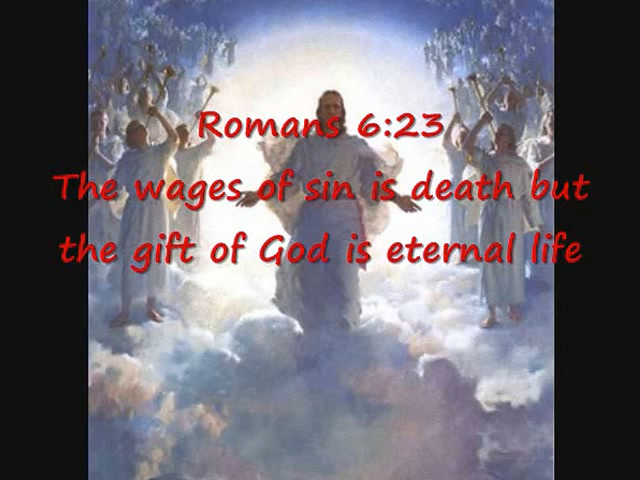 Romans 6:23
The wages of sin is death but
the gift of God is eternal life